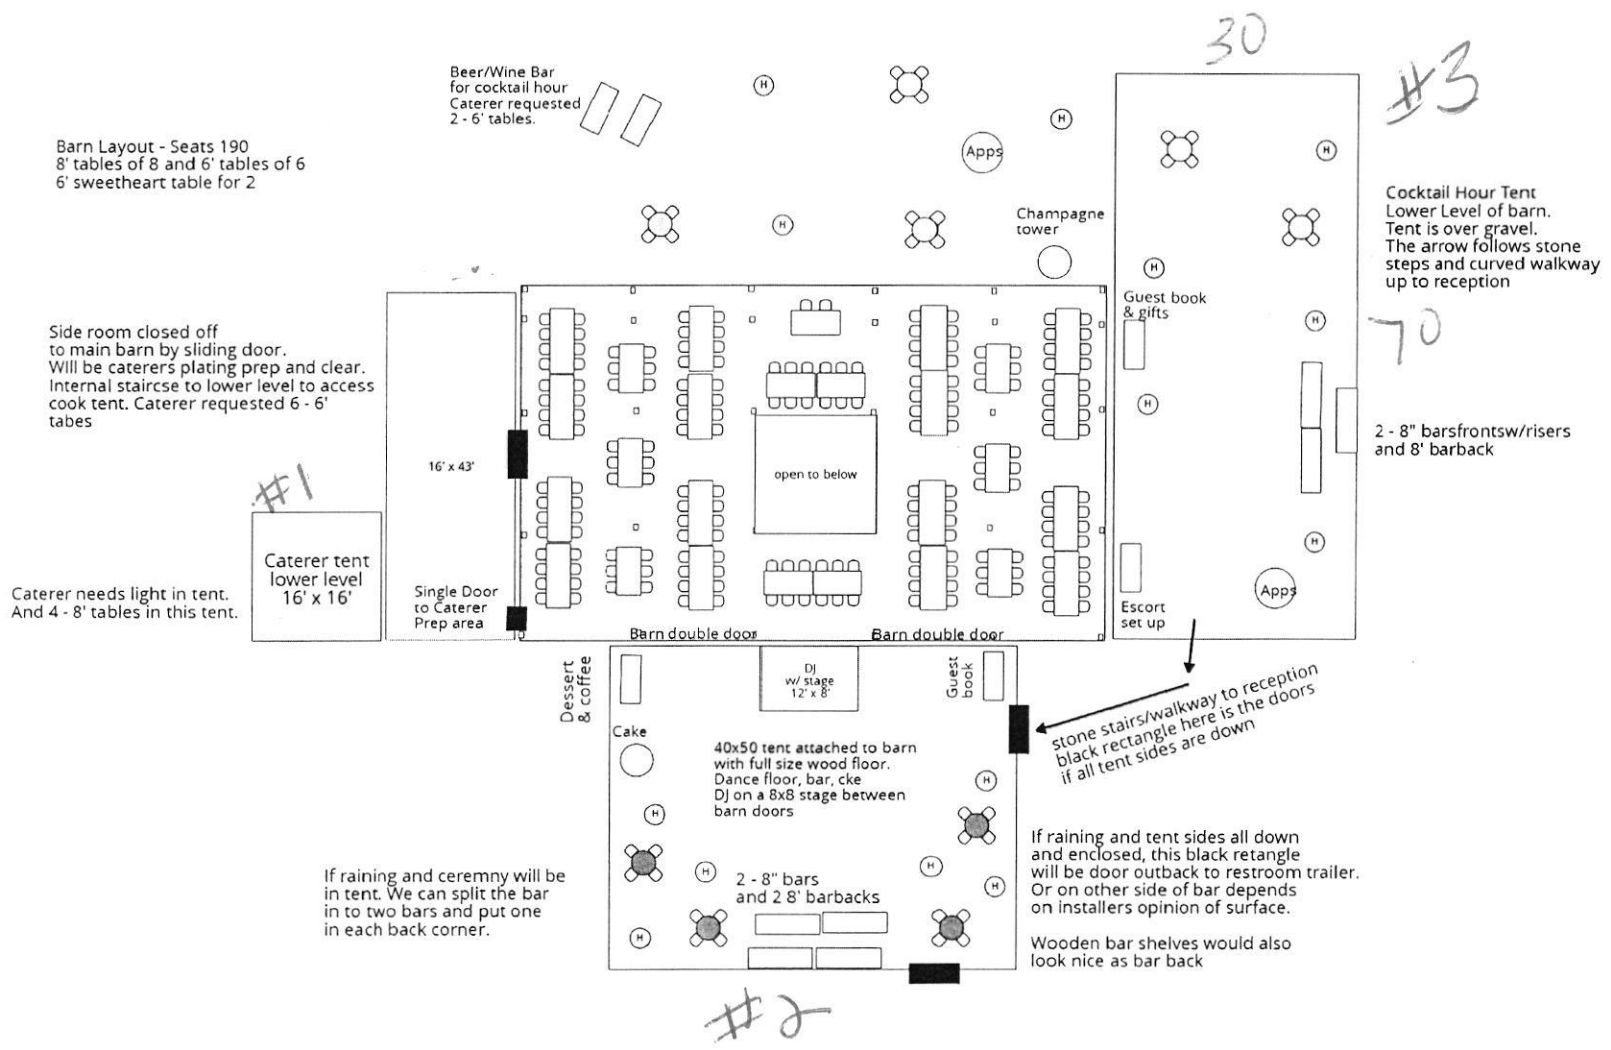 30
#3
Beer/Wine Bar
for cocktail hour
Caterer requested
2 - 6' tables.
H
H
Apps
H
Barn Layout - Seats 190
8' tables of 8 and 6' tables of 6
6' sweetheart table for 2
Champagne
tower
H
Cocktail Hour Tent
Lower Level of barn.
Tent is over gravel.
The arrow follows stone
steps and curved walkway
up to reception
H
Guest book
& gifts
H
70
H
Side room closed off
to main barn by sliding door.
WIll be caterers plating prep and clear.
Internal staircse to lower level to access
cook tent. Caterer requested 6 - 6'
tabes
2 - 8" barsfrontsw/risers
and 8' barback
16' x 43'
open to below
#1
H
Caterer tent
lower level
16' x 16'
Caterer needs light in tent.
And 4 - 8' tables in this tent.
Single Door
to Caterer
Prep area
Apps
Escort
set up
Barn double door
Barn double door
Dessert
& coffee
DJ
w/ stage
12' x 8'
Guest
book
stone stairs/walkway to reception
black rectangle here is the doors
if all tent sides are down
Cake
40x50 tent attached to barn
with full size wood floor.
Dance floor, bar, cke
DJ on a 8x8 stage between
barn doors
H
H
If raining and tent sides all down
and enclosed, this black retangle
will be door outback to restroom trailer.
Or on other side of bar depends
on installers opinion of surface.
Wooden bar shelves would also
look nice as bar back
If raining and ceremny will be
in tent. We can split the bar
in to two bars and put one
in each back corner.
H
H
H
2 - 8" bars
and 2 8' barbacks
H
#2